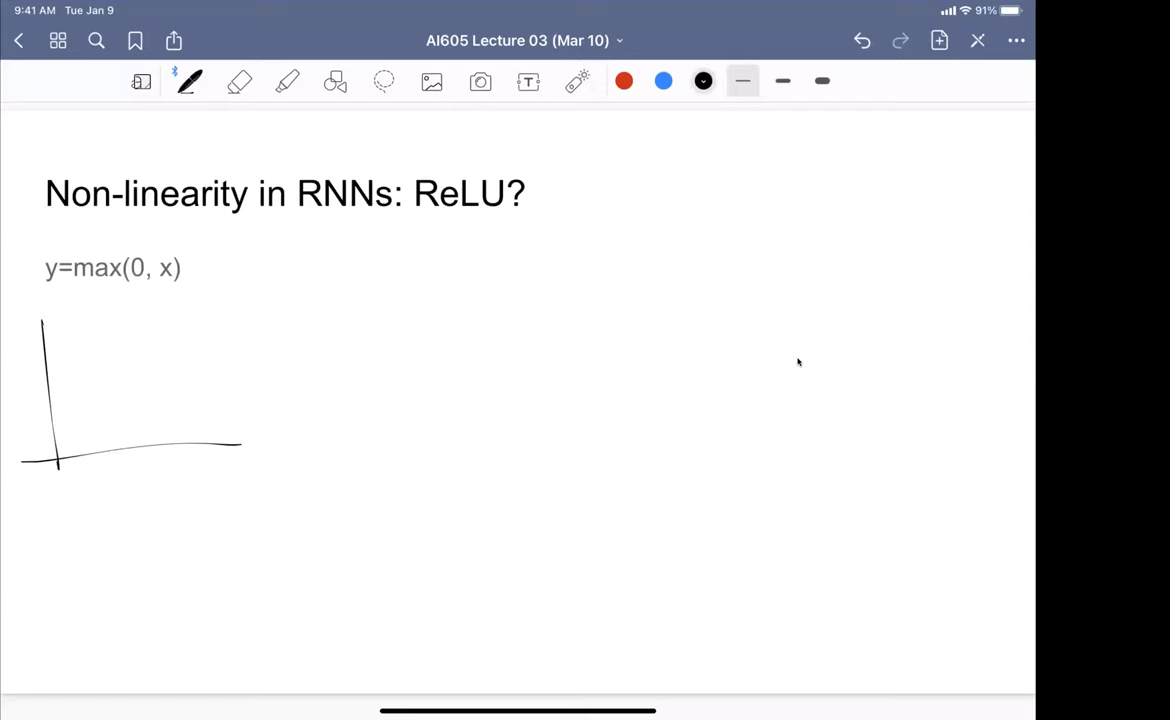 9:41 AM Tue Jan 9
91%
AI605 Lecture 03 (Mar 10)
T
Non-linearity in RNNs: ReLU?
y=max(0, x)